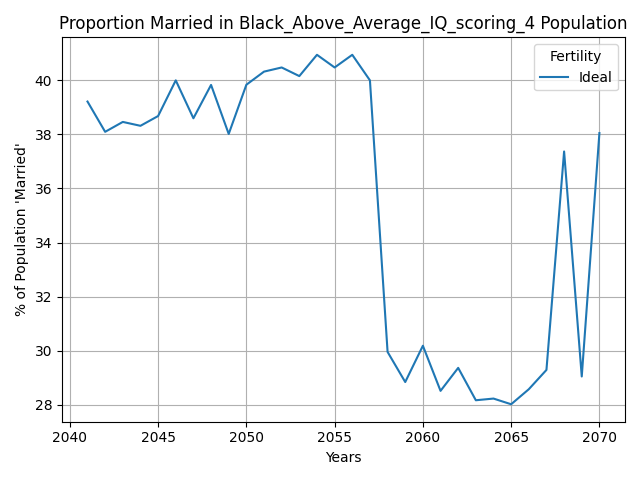 Proportion Married in Black_Above_Average_IQ_scoring_4 Population
Fertility
Ideal
% of Population 'Married'
40
38
36
34
32
30
28
2040
2045
2050
2055
2060
2065
2070
Years